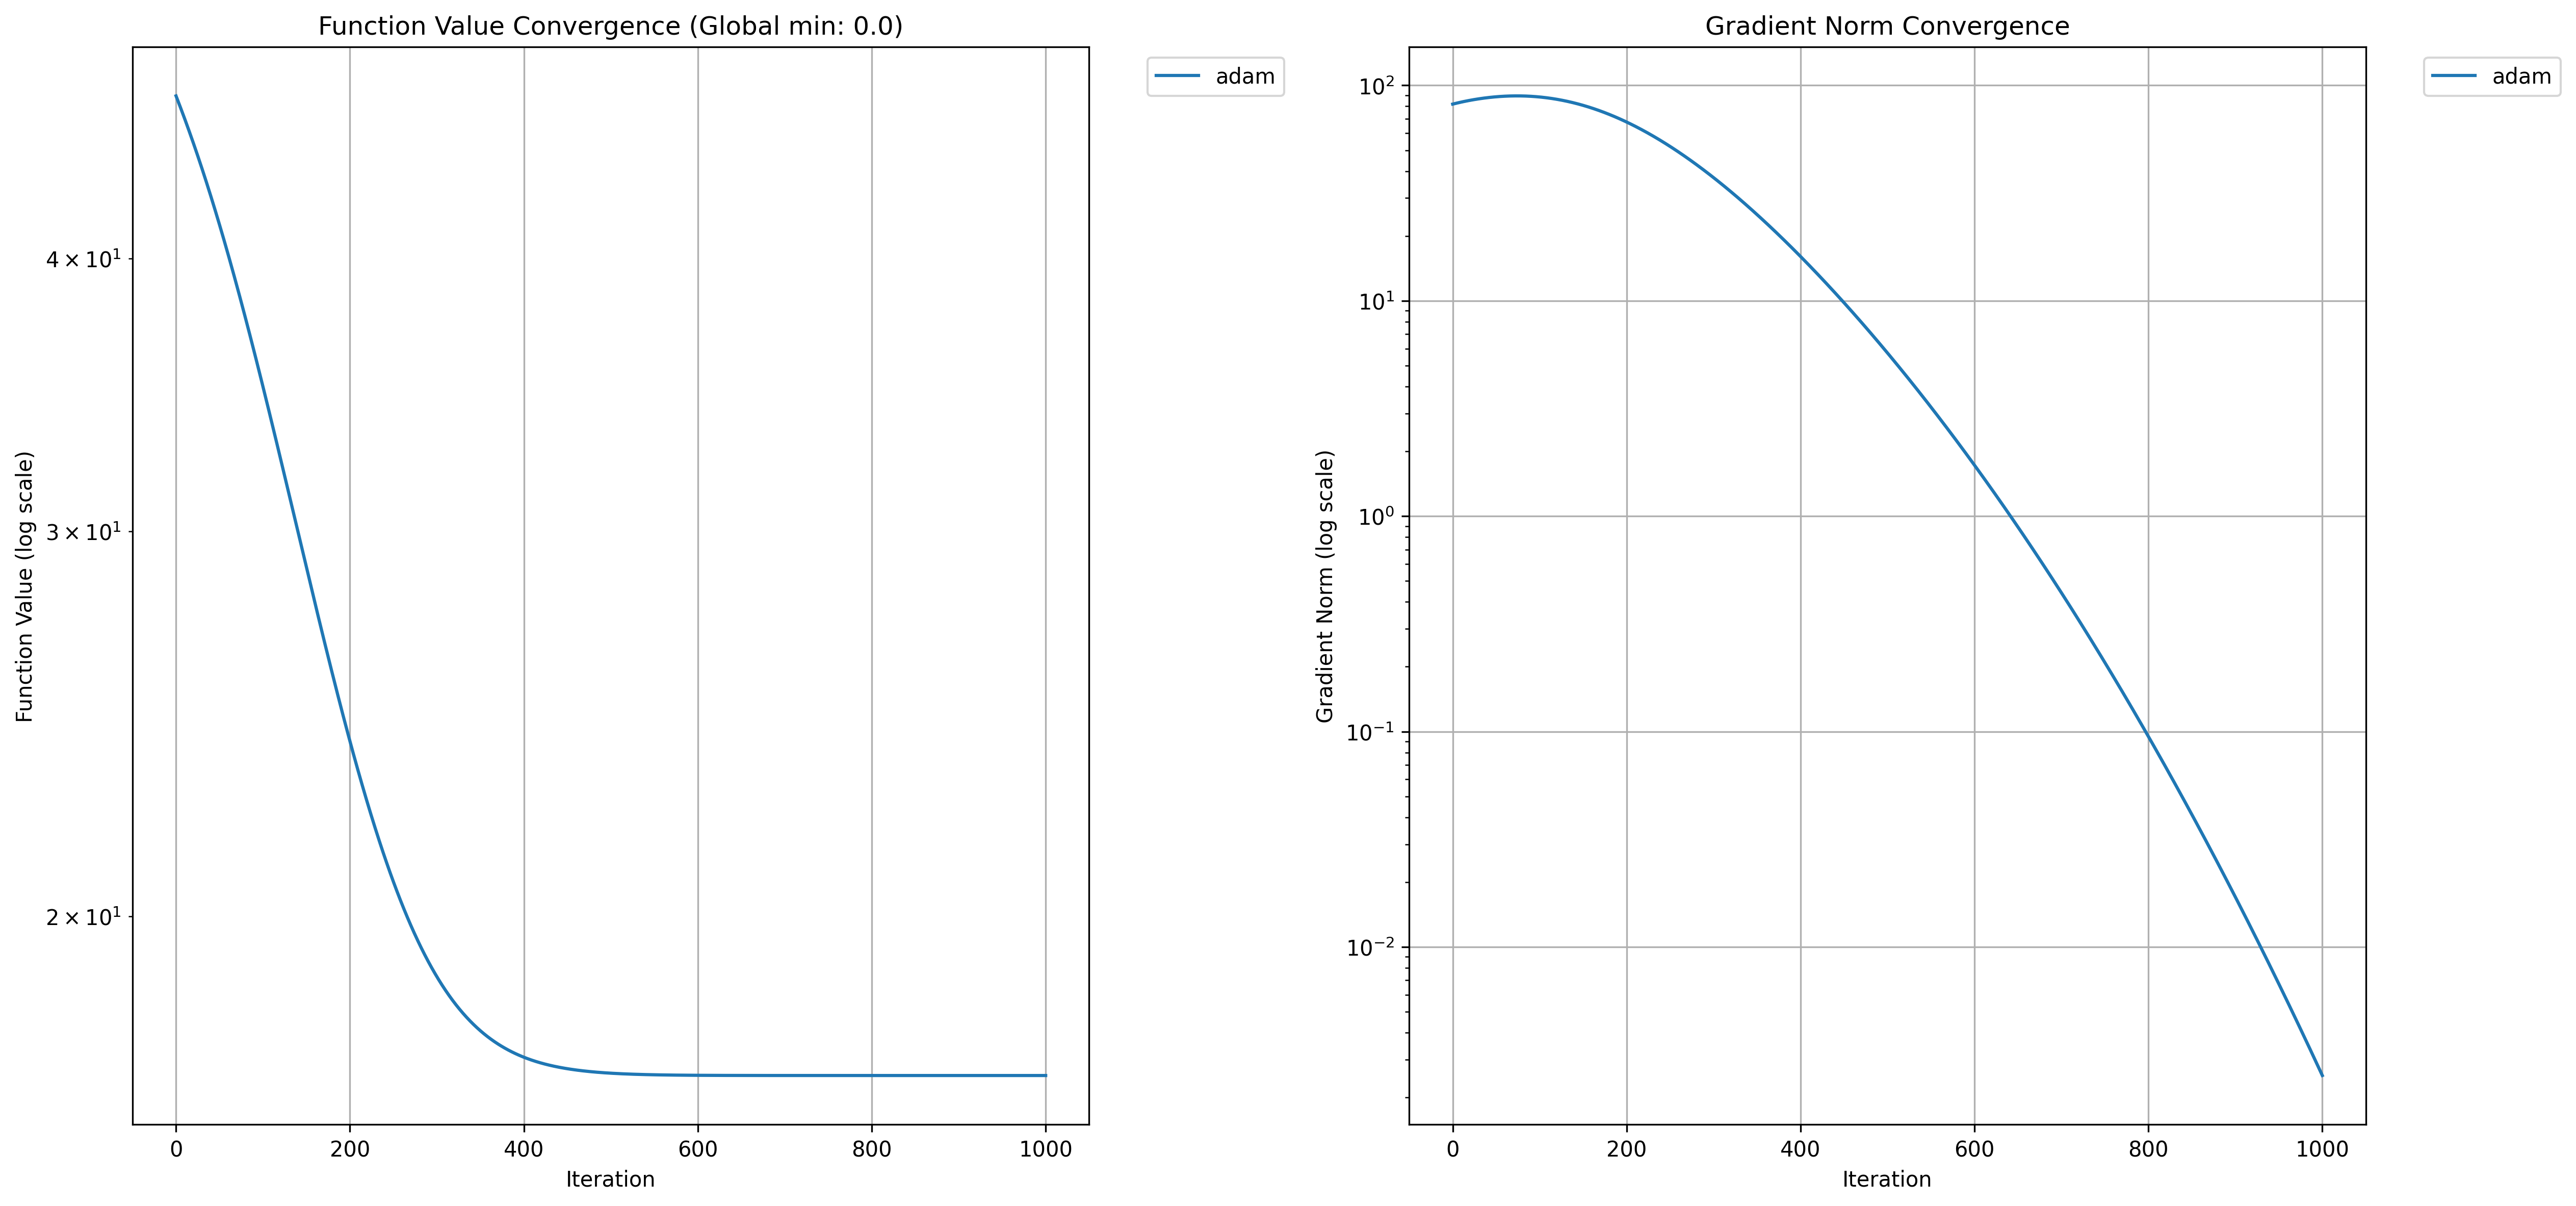 Function Value Convergence (Global min: 0.0)
Function Value (log scale)
4 × 10¹
3 × 10¹
2 × 10¹
0 200 400 600 800 1000
Iteration
adam
Gradient Norm Convergence
Gradient Norm (log scale)
10²
10¹
10⁰
10⁻¹
10⁻²
0 200 400 600 800 1000
Iteration
adam